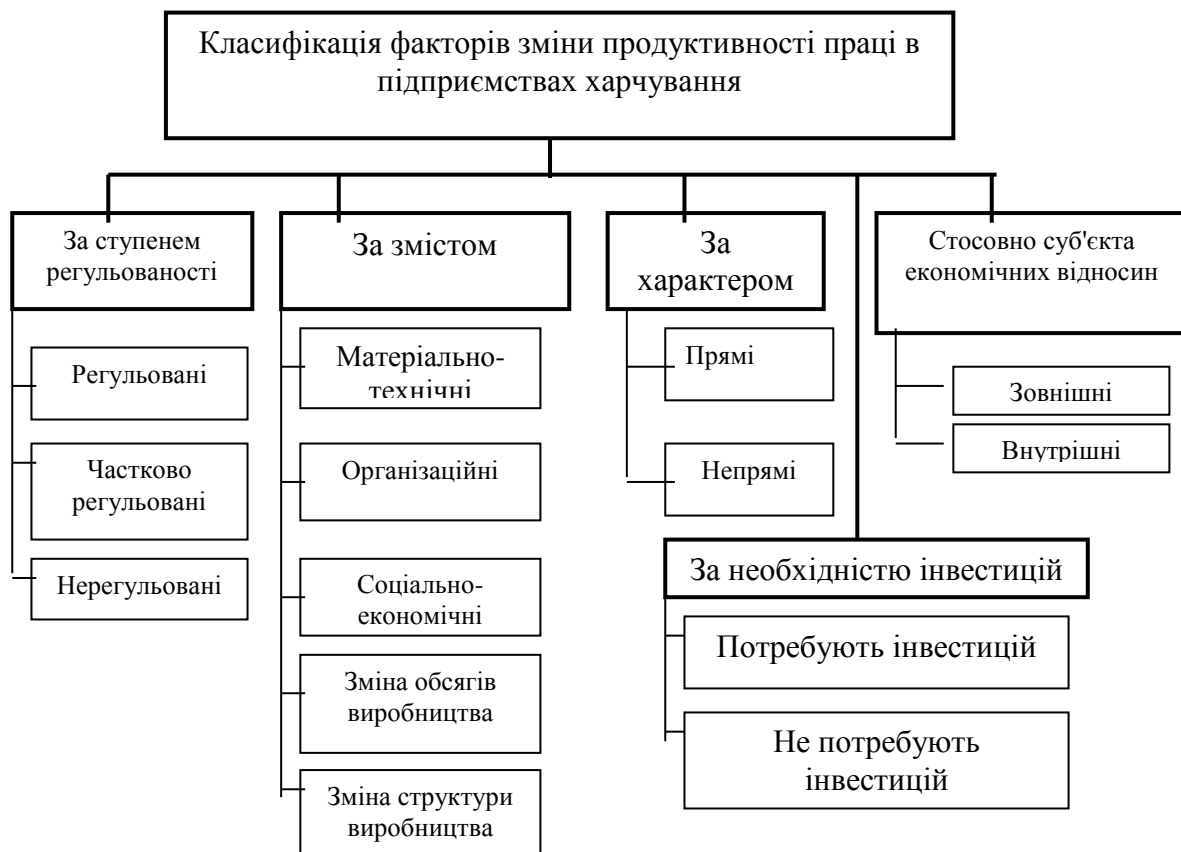 Класифікація факторів зміни продуктивності праці в
підприємствах харчування
За ступенем
регульованості
Регульовані
Частково
регульовані
Нерегульовані
За змістом
Матеріально-
технічні
Організаційні
Соціально-
економічні
Зміна обсягів
виробництва
Зміна структури
виробництва
За
характером
Прямі
Непрямі
Стосовно суб'єкта
економічних відносин
Зовнішні
Внутрішні
За необхідністю інвестицій
Потребують інвестицій
Не потребують
інвестицій